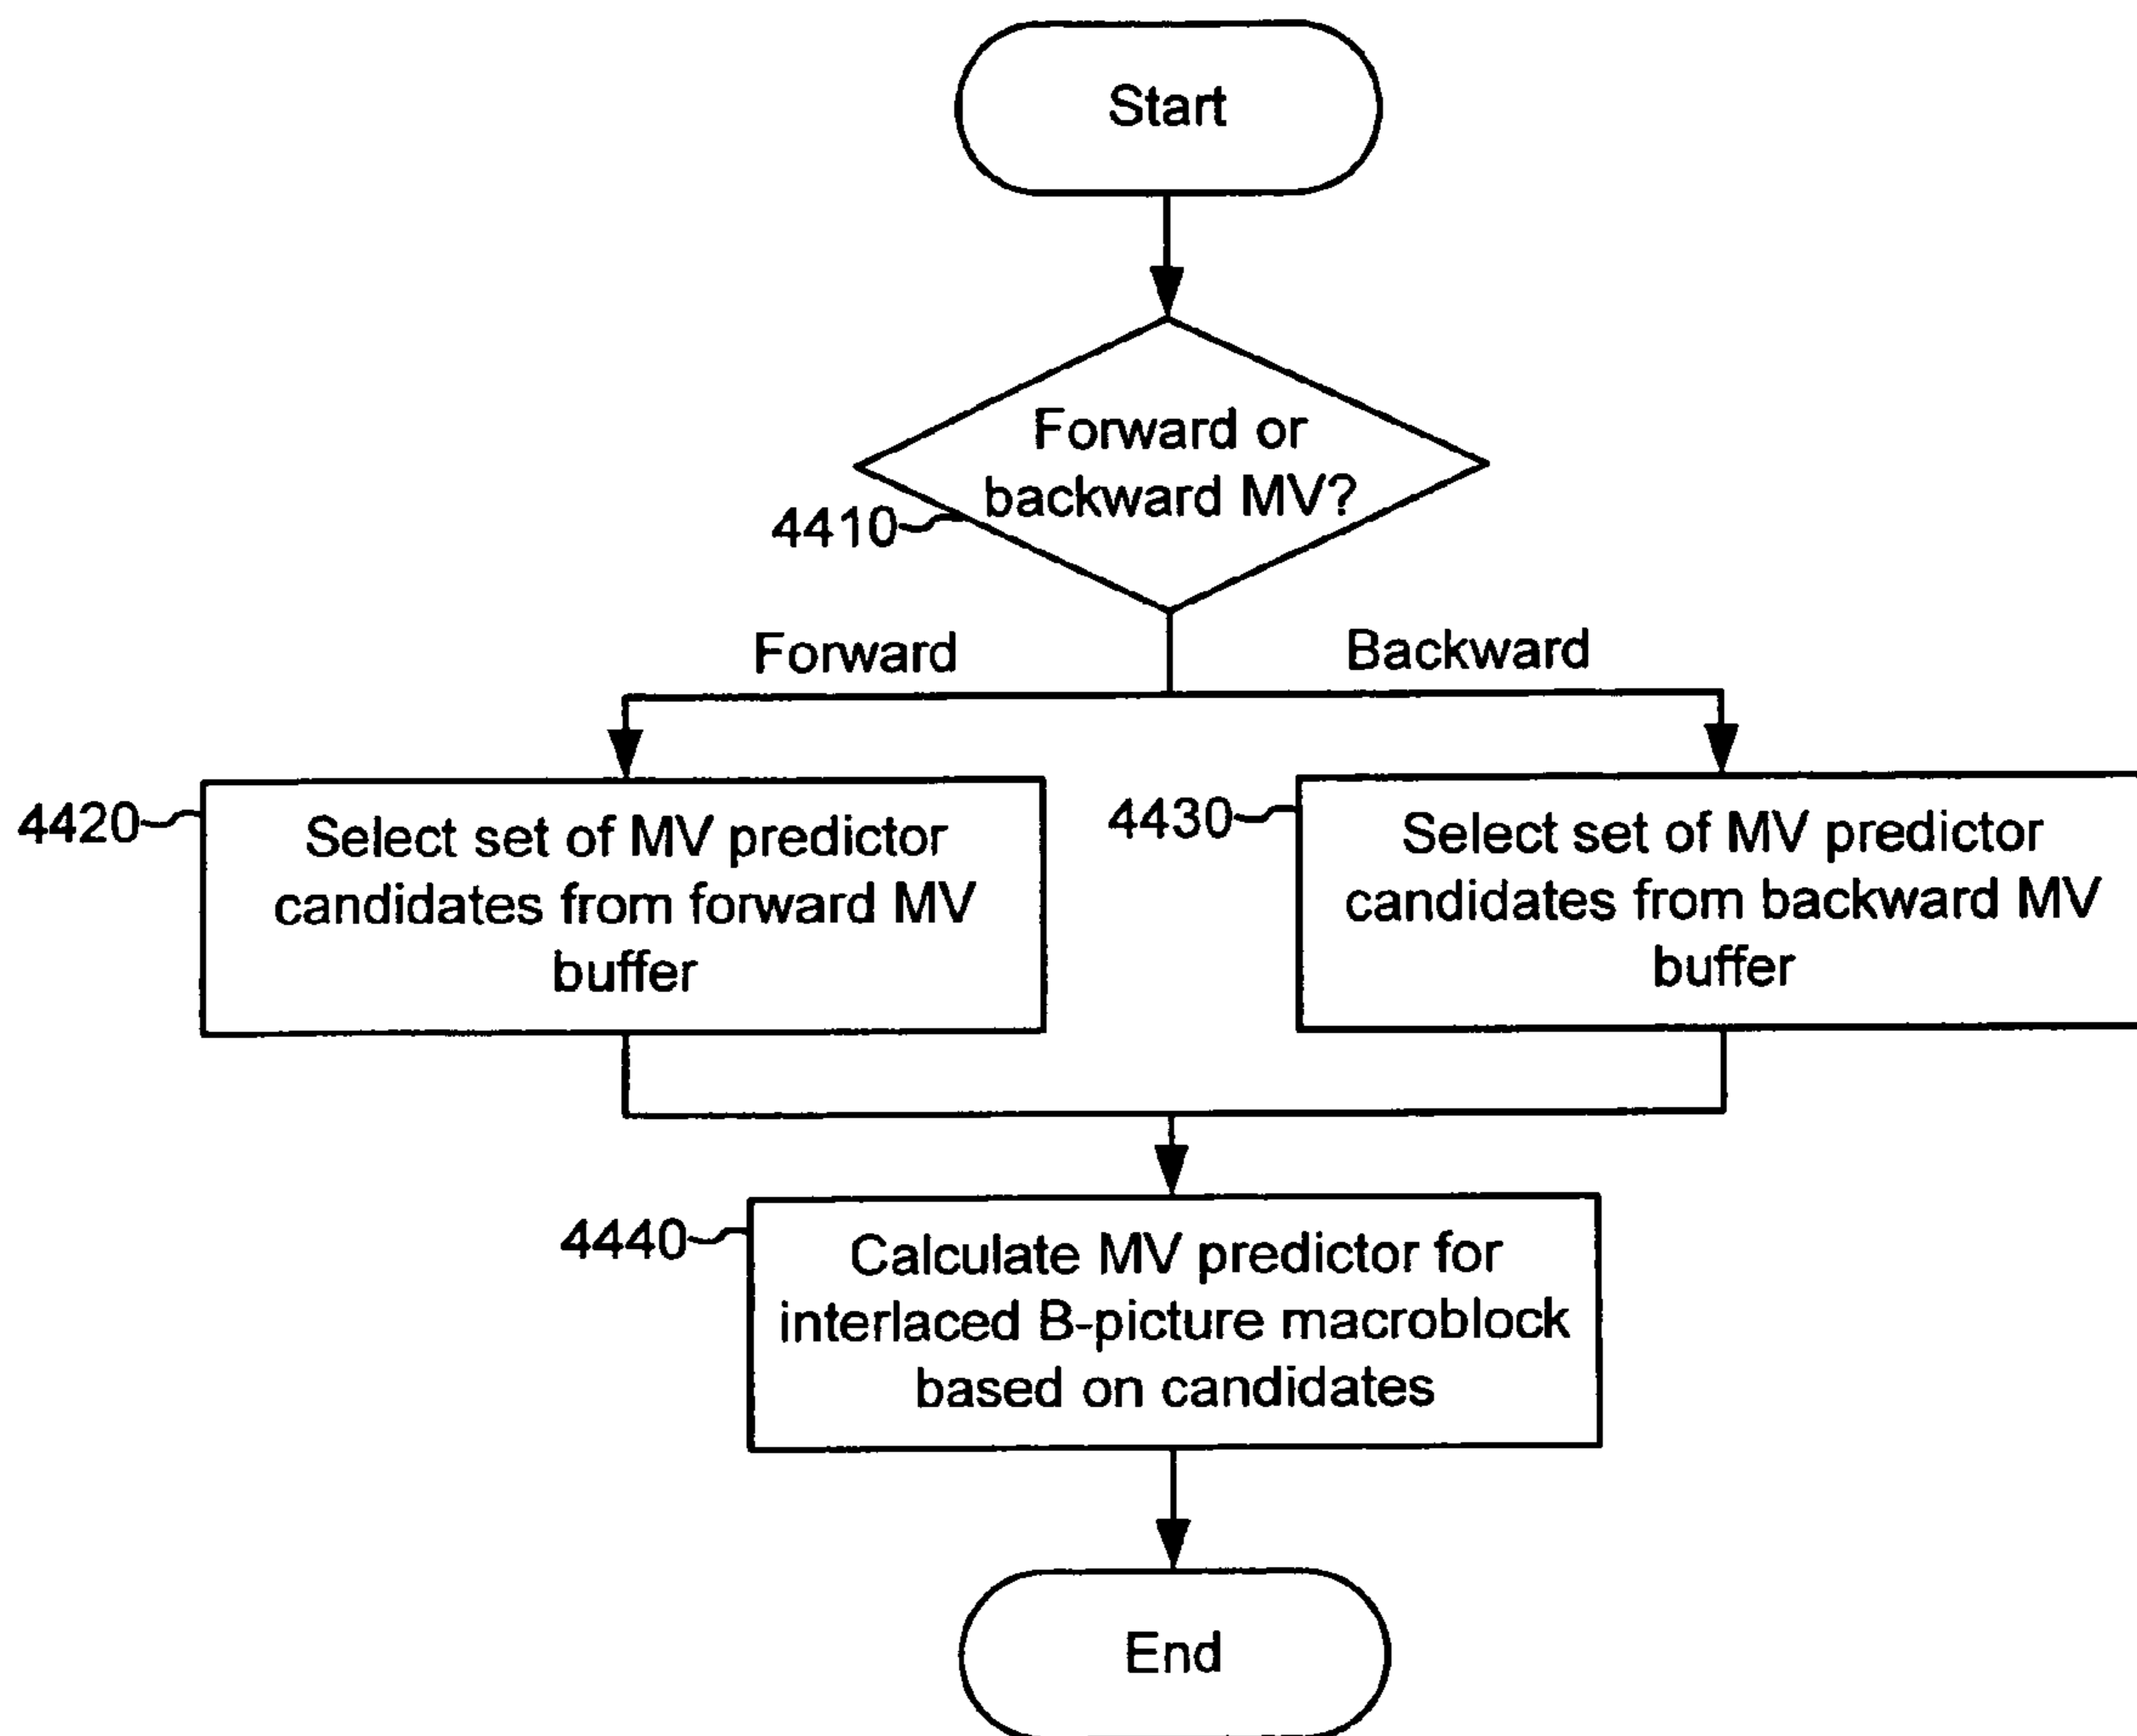 Start
Forward or
backward MV?
4410
Forward
Backward
4420
Select set of MV predictor
candidates from forward MV
buffer
4430
Select set of MV predictor
candidates from backward MV
buffer
4440
Calculate MV predictor for
interlaced B-picture macroblock
based on candidates
End